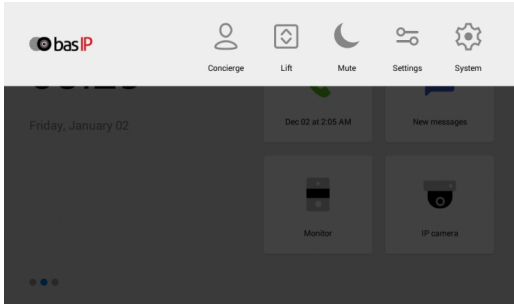 bas IP
Concierge
Lift
Mute
Settings
System
Friday, January 02
Dec 02 at 2:05 AM
New messages
Monitor
IP camera